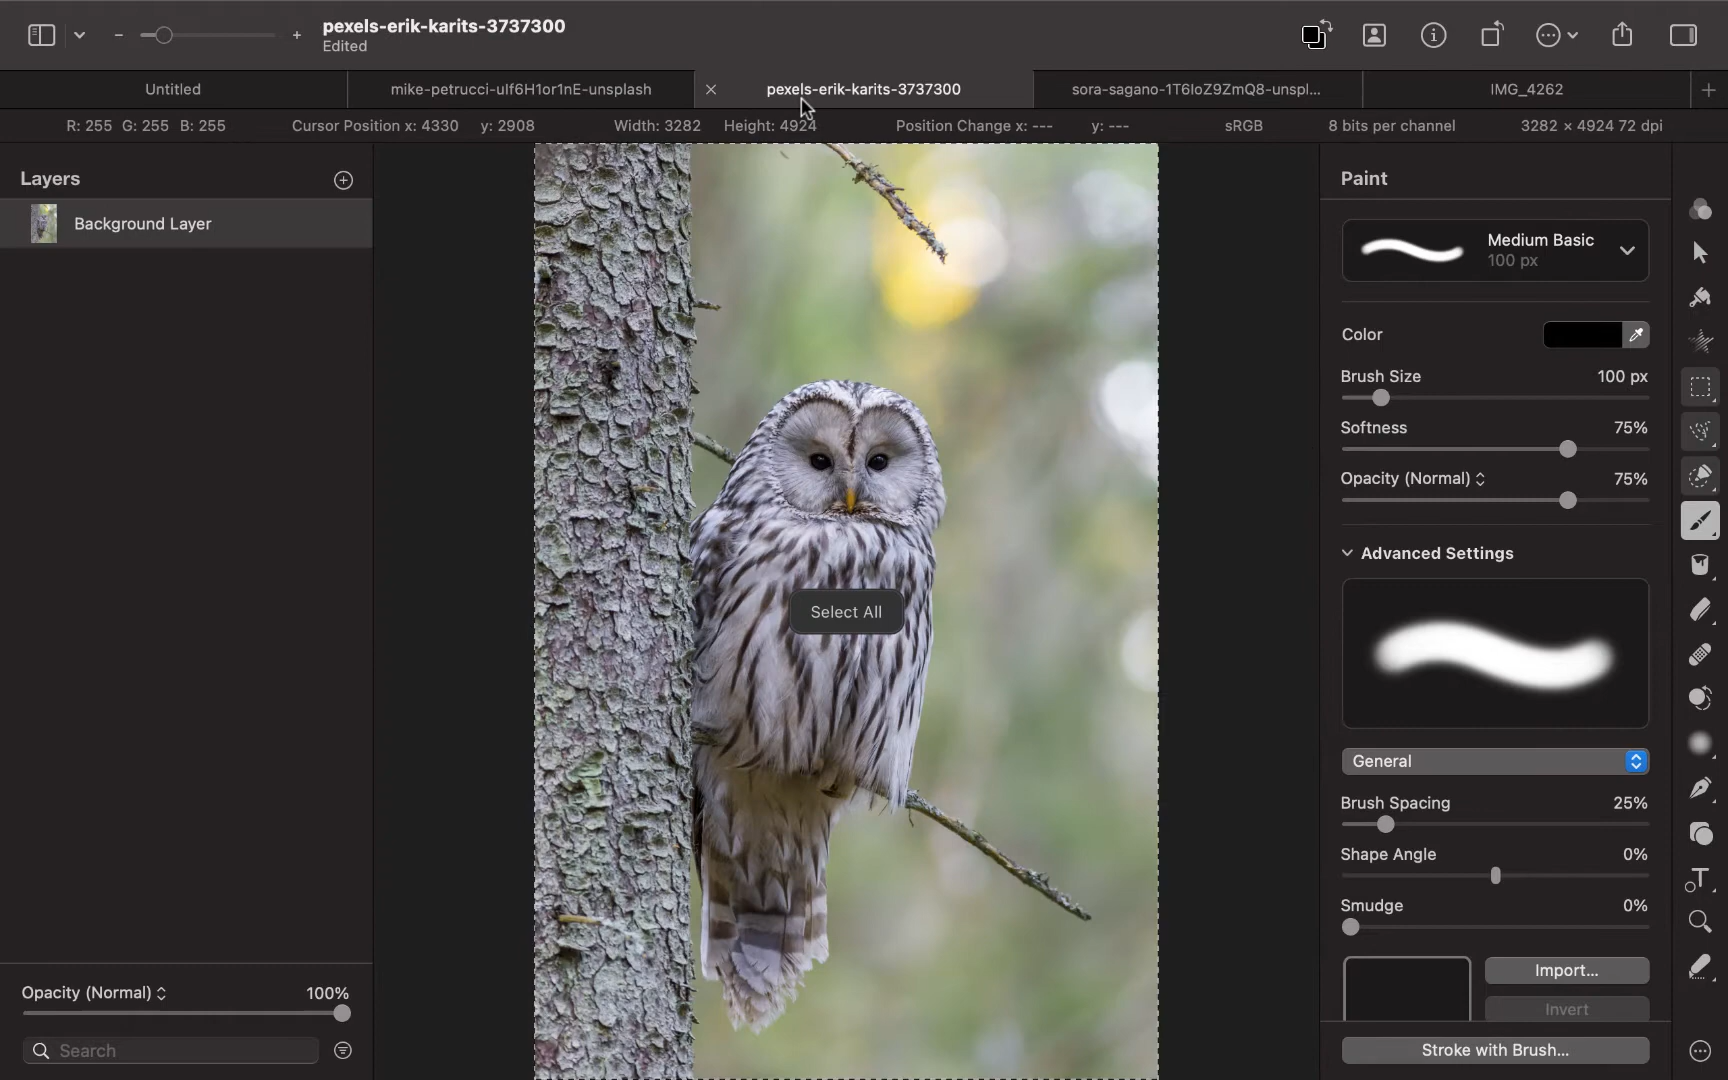 pexels-erik-karits-3737300
Edited
Untitled
mike-petrucci-uIf6H1or1nE-unsplash
pexels-erik-karits-3737300
sora-sagano-1T6IoZ9ZmQ8-unspl...
IMG_4262
R: 255 G: 255 B: 255
Cursor Position x: 4330 y: 2908
Width: 3282 Height: 4924
Position Change x: --- y: ---
sRGB
8 bits per channel
3282 × 4924 72 dpi
Layers
Background Layer
Select All
Opacity (Normal) 100%
Search
Paint
Medium Basic
100 px
Color
Brush Size 100 px
Softness 75%
Opacity (Normal) 75%
Advanced Settings
General
Brush Spacing 25%
Shape Angle 0%
Smudge 0%
Import...
Invert
Stroke with Brush...